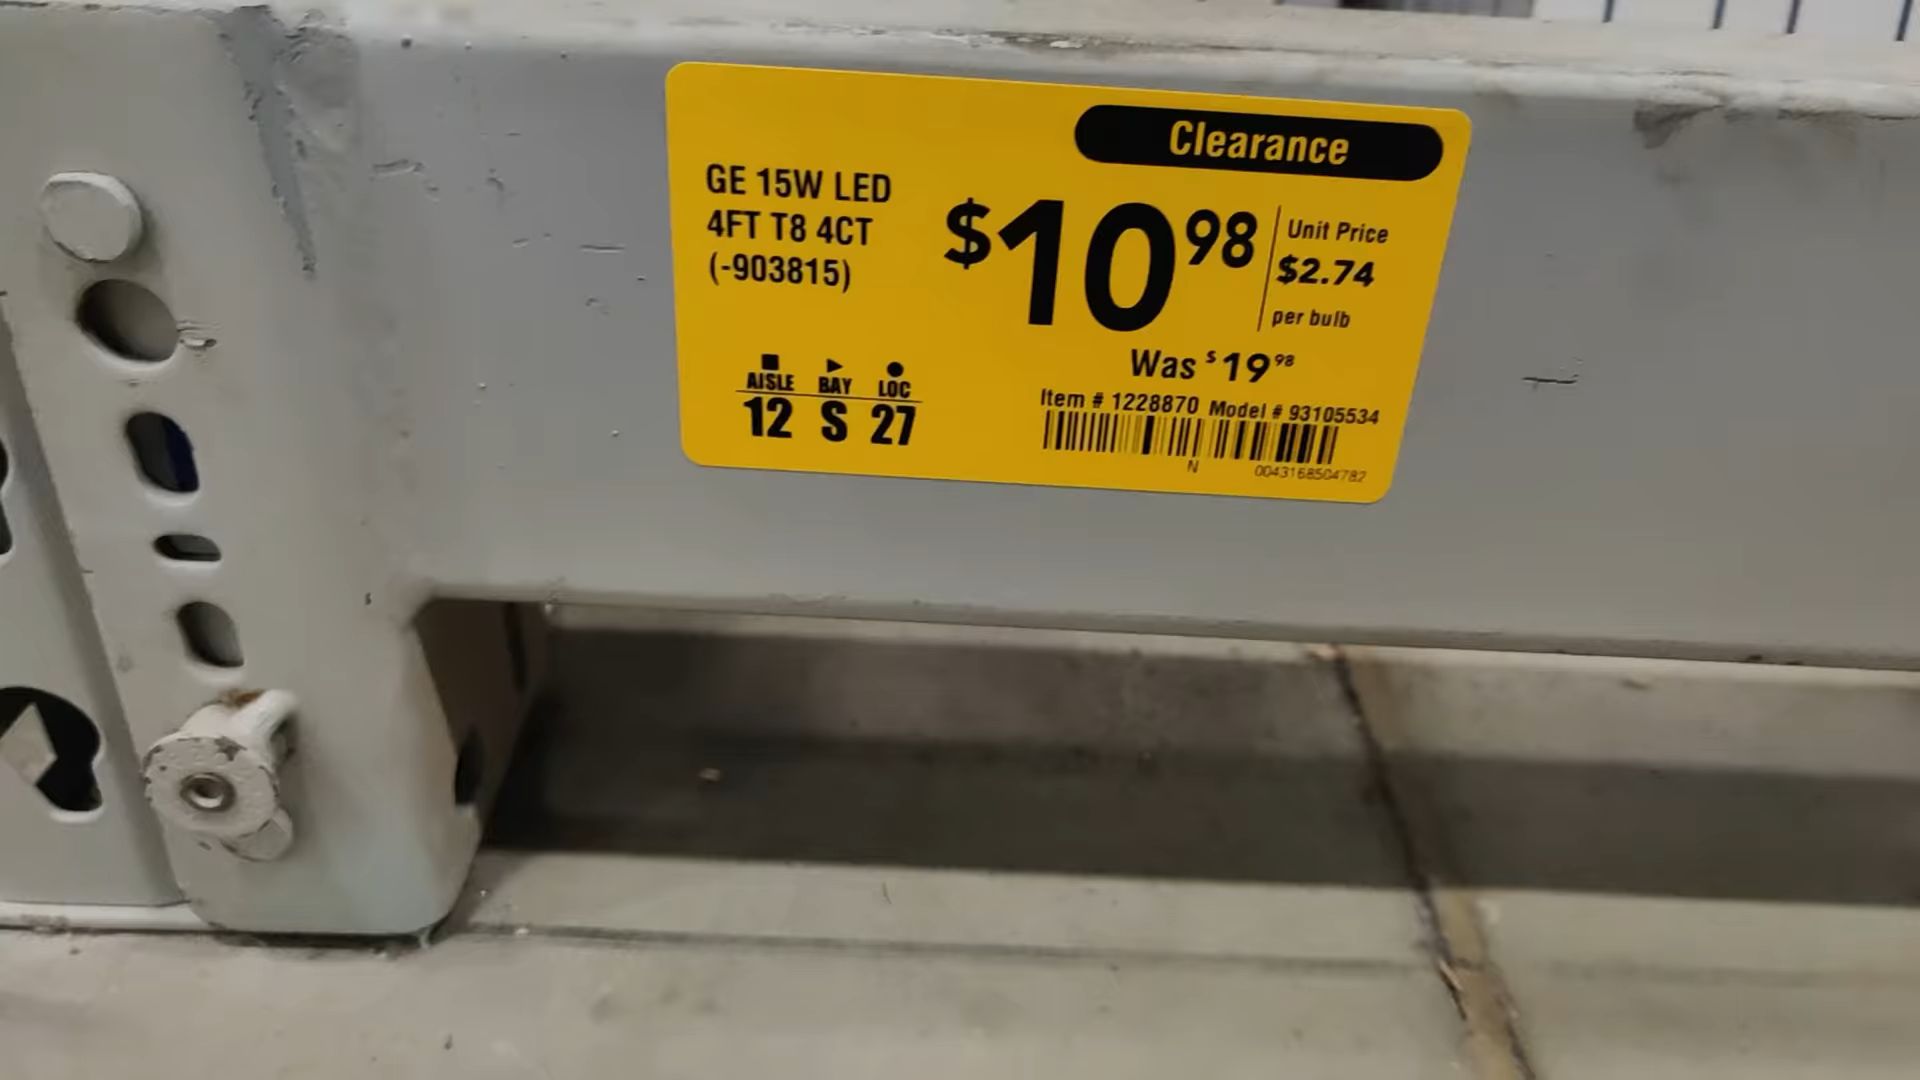 Clearance
GE 15W LED
4FT T8 4CT
(-903815)
$10 98
Unit Price
$2.74
per bulb
Was $19 98
Item # 1228870 Model # 93105534
AISLE BAY LOC
12 S 27
N 0043168504782